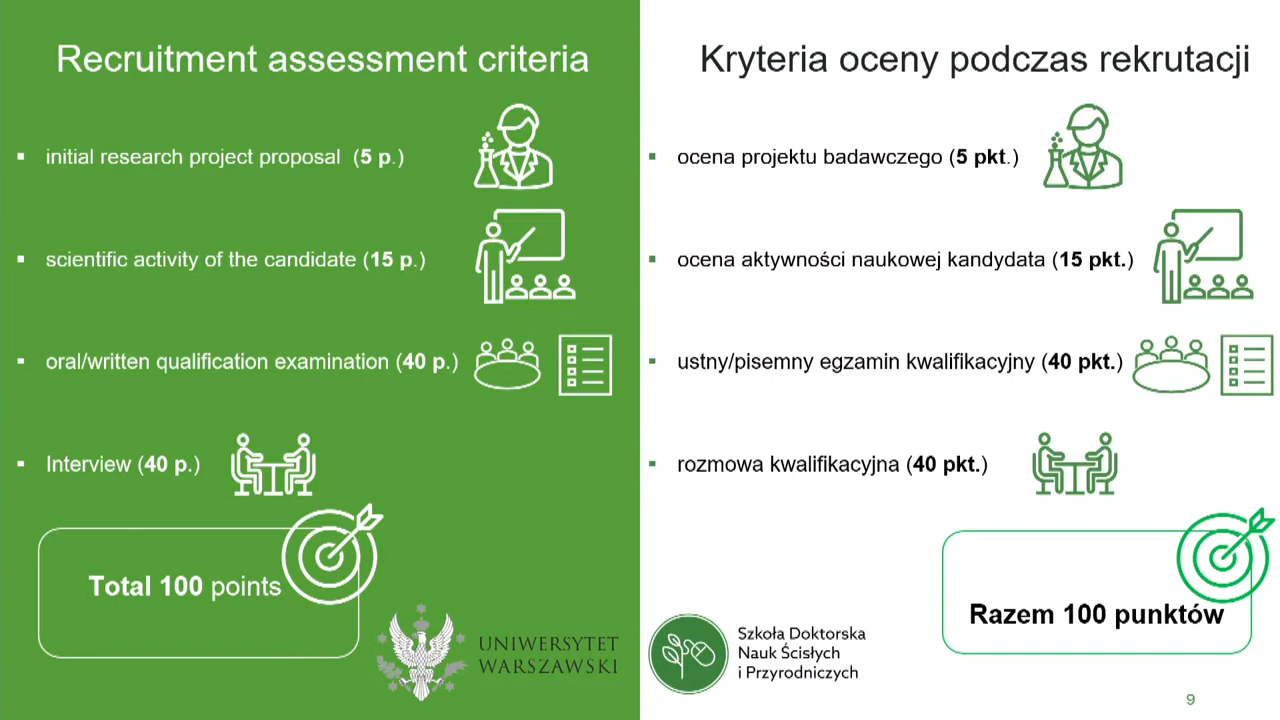 Recruitment assessment criteria
▪ initial research project proposal (5 p.)
▪ scientific activity of the candidate (15 p.)
▪ oral/written qualification examination (40 p.)
▪ Interview (40 p.)
Total 100 points
UNIWERSYTET
WARSZAWSKI
Kryteria oceny podczas rekrutacji
▪ ocena projektu badawczego (5 pkt.)
▪ ocena aktywności naukowej kandydata (15 pkt.)
▪ ustny/pisemny egzamin kwalifikacyjny (40 pkt.)
▪ rozmowa kwalifikacyjna (40 pkt.)
Razem 100 punktów
Szkoła Doktorska
Nauk Ścisłych
i Przyrodniczych
9